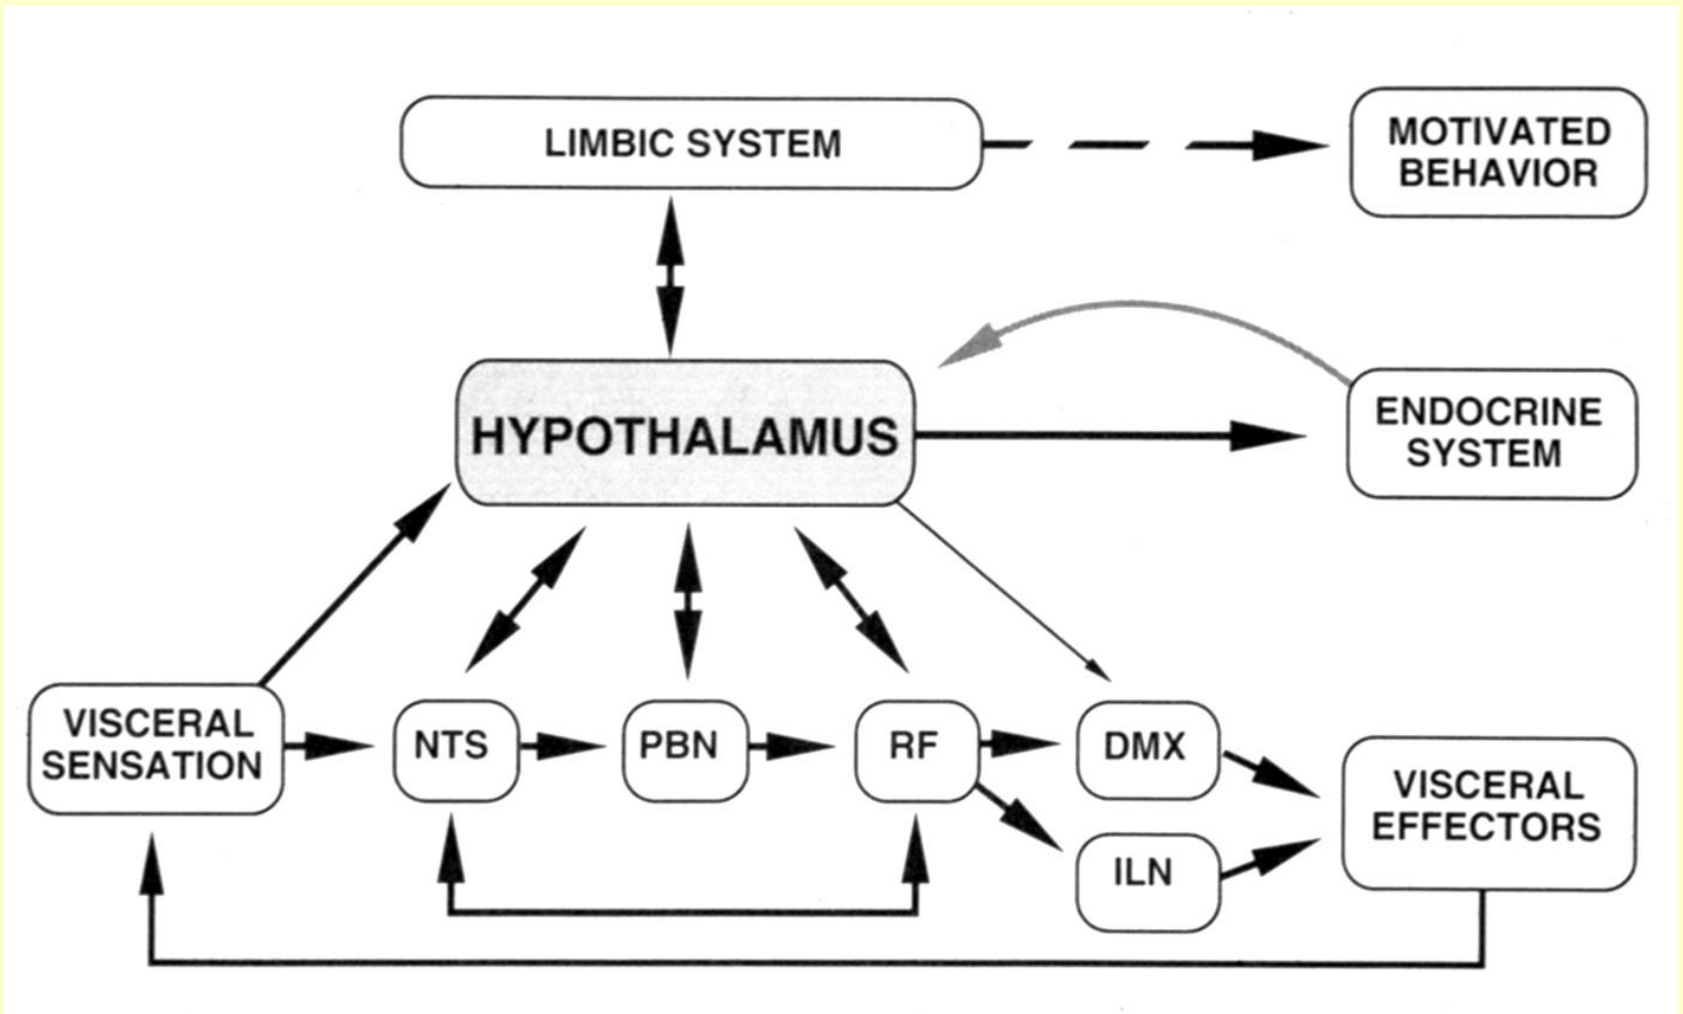 LIMBIC SYSTEM
MOTIVATED
BEHAVIOR
HYPOTHALAMUS
ENDOCRINE
SYSTEM
VISCERAL
SENSATION
NTS
PBN
RF
DMX
ILN
VISCERAL
EFFECTORS